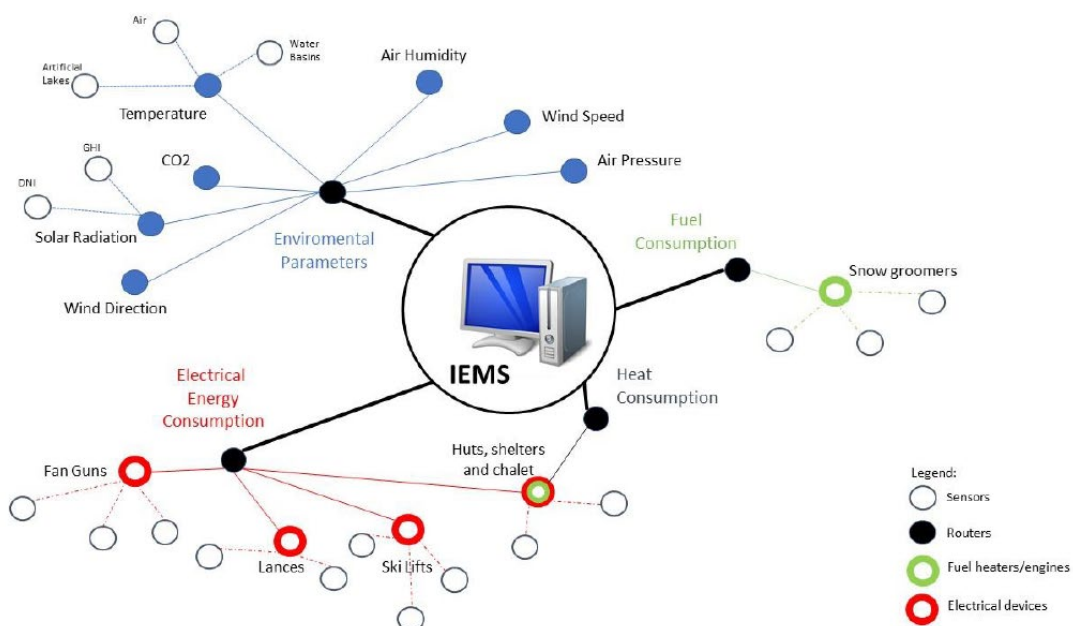 Air
Water
Basins
Artificial
Lakes
Temperature
Air Humidity
Wind Speed
Air Pressure
CO2
GHI
DNI
Solar Radiation
Wind Direction
Enviromental
Parameters
Fuel
Consumption
Snow groomers
IEMS
Heat
Consumption
Electrical
Energy
Consumption
Huts, shelters
and chalet
Fan Guns
Lances
Ski Lifts
Legend:
Sensors
Routers
Fuel heaters/engines
Electrical devices